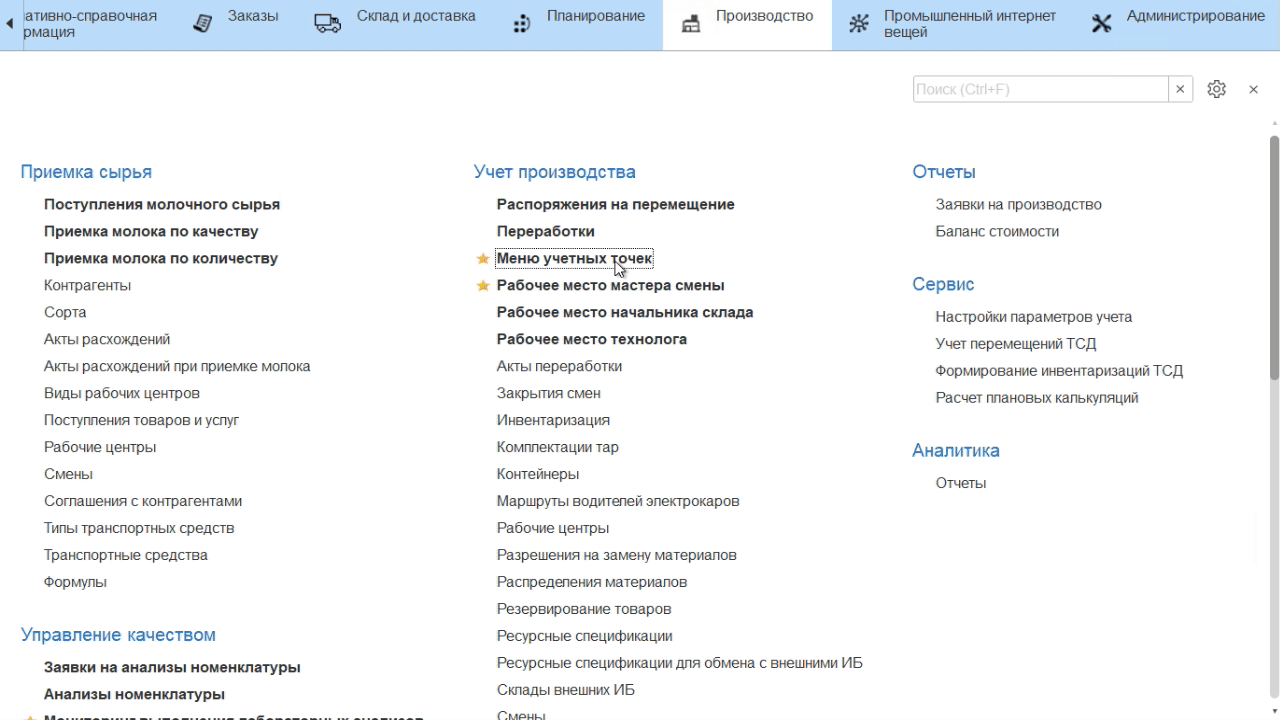 ативно-справочная
рмация
Заказы
Склад и доставка
Планирование
Производство
Промышленный интернет
вещей
Администрирование
Поиск (Ctrl+F)
Приемка сырья
Поступления молочного сырья
Приемка молока по качеству
Приемка молока по количеству
Контрагенты
Сорта
Акты расхождений
Акты расхождений при приемке молока
Виды рабочих центров
Поступления товаров и услуг
Рабочие центры
Смены
Соглашения с контрагентами
Типы транспортных средств
Транспортные средства
Формулы
Управление качеством
Заявки на анализы номенклатуры
Анализы номенклатуры
Мониторинг выполнения лабораторных анализов
Учет производства
Распоряжения на перемещение
Переработки
Меню учетных точек
Рабочее место мастера смены
Рабочее место начальника склада
Рабочее место технолога
Акты переработки
Закрытия смен
Инвентаризация
Комплектации тар
Контейнеры
Маршруты водителей электрокаров
Рабочие центры
Разрешения на замену материалов
Распределения материалов
Резервирование товаров
Ресурсные спецификации
Ресурсные спецификации для обмена с внешними ИБ
Склады внешних ИБ
Смены
Отчеты
Заявки на производство
Баланс стоимости
Сервис
Настройки параметров учета
Учет перемещений ТСД
Формирование инвентаризаций ТСД
Расчет плановых калькуляций
Аналитика
Отчеты